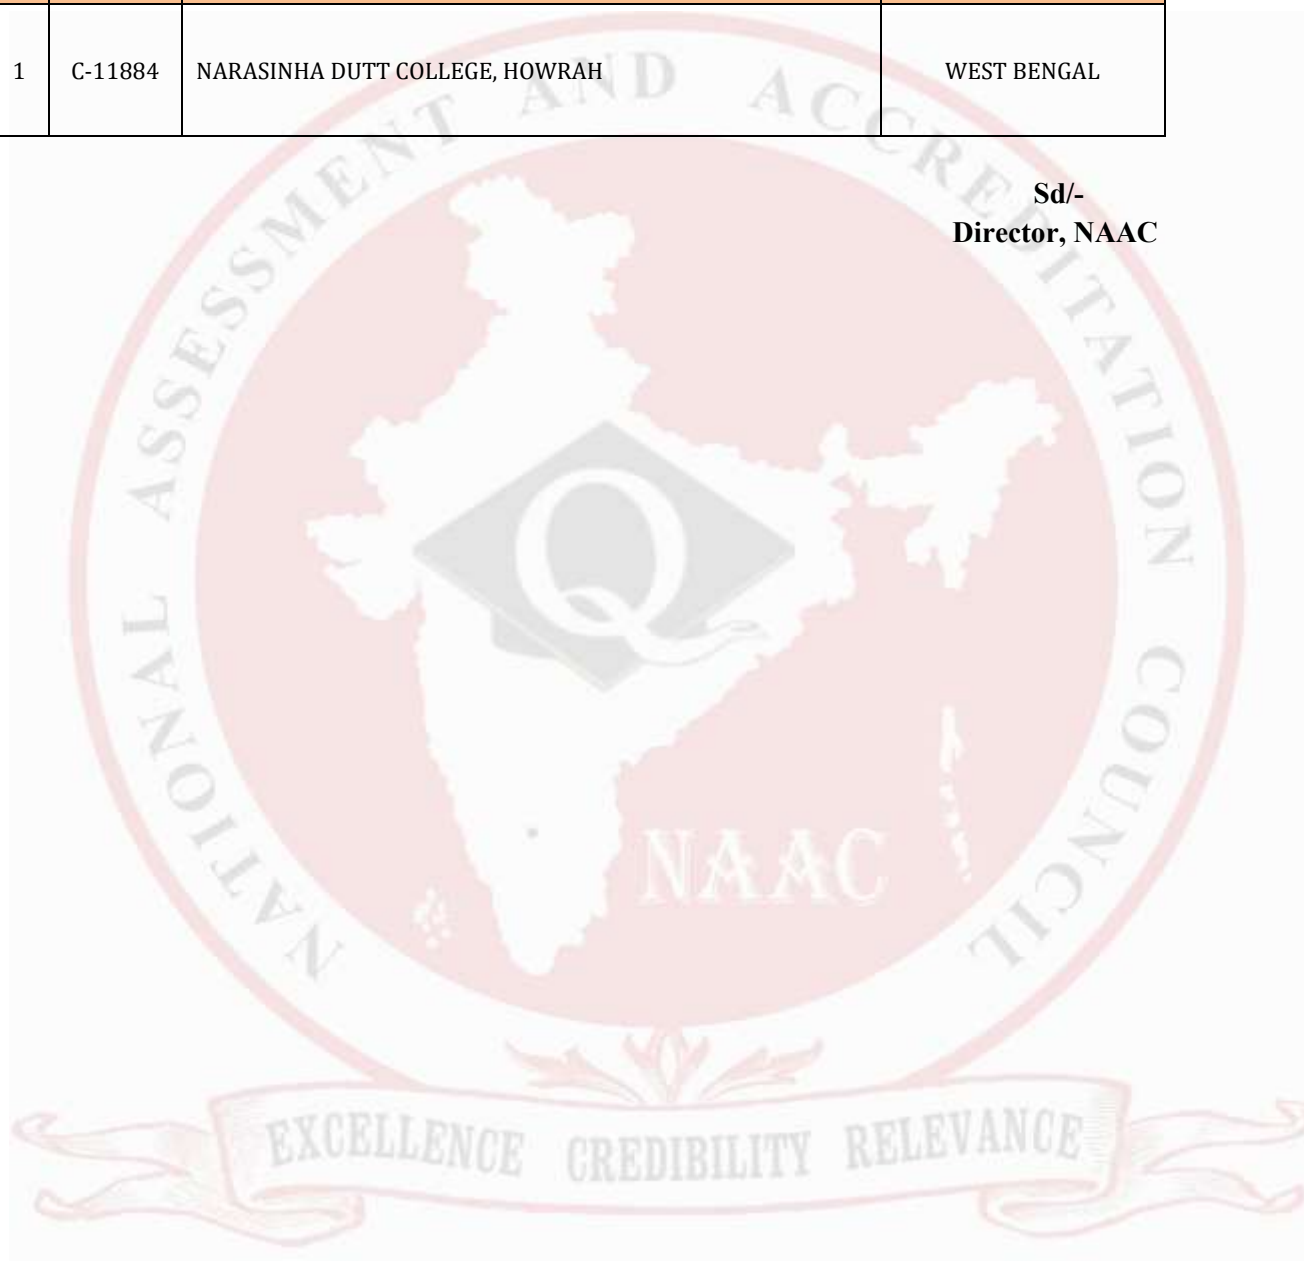 1 C-11884 NARASINHA DUTT COLLEGE, HOWRAH WEST BENGAL
Sd/-
Director, NAAC
NATIONAL ASSESSMENT AND ACCREDITATION COUNCIL
Q
NAAC
EXCELLENCE CREDIBILITY RELEVANCE